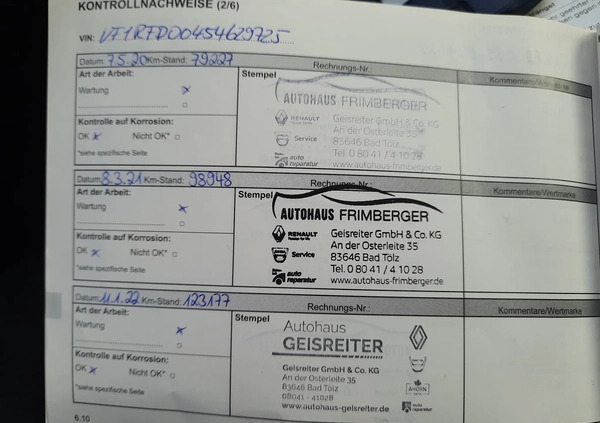 KONTROLLNACHWEISE (2/6)
VIN: VF1RFD00454629725
Datum: 7.5.20 Km-Stand: 79227
Rechnungs-Nr.:
Kommentare/Wertmarke
Art der Arbeit:
Wartung x
Kontrolle auf Korrosion:
OK x Nicht OK* □
*siehe spezifische Seite
Stempel
AUTOHAUS FRIMBERGER
RENAULT
Service
auto reparatur
Geisreiter GmbH & Co. KG
An der Osterleite 35
83646 Bad Tölz
Tel. 0 80 41 / 4 10 28
Datum: 8.3.21 Km-Stand: 98948
Rechnungs-Nr.:
Kommentare/Wertmarke
Art der Arbeit:
Wartung x
Kontrolle auf Korrosion:
OK x Nicht OK* □
*siehe spezifische Seite
Stempel
AUTOHAUS FRIMBERGER
RENAULT
Service
auto reparatur
Geisreiter GmbH & Co. KG
An der Osterleite 35
83646 Bad Tölz
Tel. 0 80 41 / 4 10 28
www.autohaus-frimberger.de
Datum: 11.1.22 Km-Stand: 123177
Rechnungs-Nr.:
Kommentare/Wertmarke
Art der Arbeit:
Wartung x
Kontrolle auf Korrosion:
OK x Nicht OK* □
*siehe spezifische Seite
Stempel
Autohaus
GEISREITER
Geisreiter GmbH & Co. KG
An der Osterleite 35
83646 Bad Tölz
08041 - 41028
www.autohaus-geisreiter.de
AHORN
auto reparatur
6.10